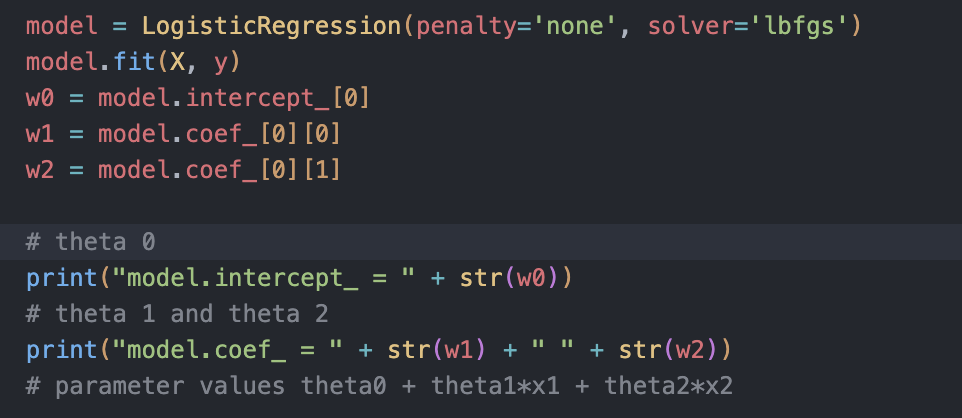 model = LogisticRegression(penalty='none', solver='lbfgs')
model.fit(X, y)
w0 = model.intercept_[0]
w1 = model.coef_[0][0]
w2 = model.coef_[0][1]
# theta 0
print("model.intercept_ = " + str(w0))
# theta 1 and theta 2
print("model.coef_ = " + str(w1) + " " + str(w2))
# parameter values theta0 + theta1*x1 + theta2*x2